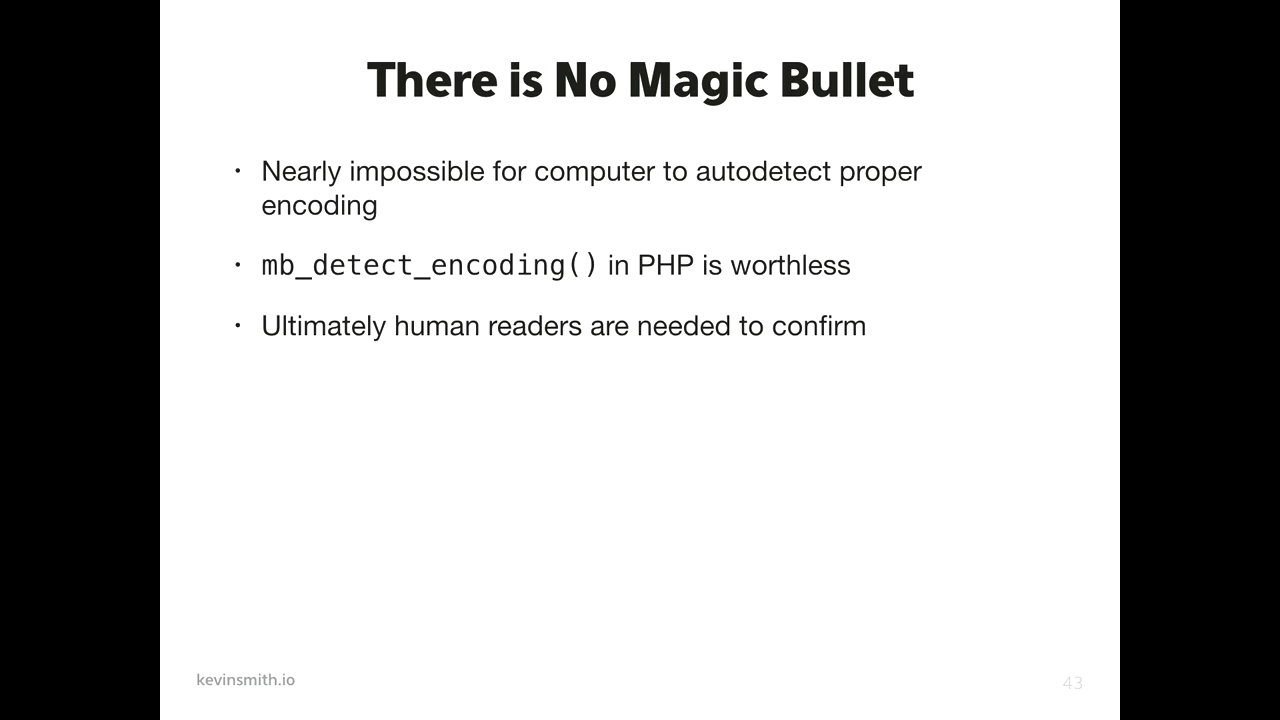 There is No Magic Bullet
• Nearly impossible for computer to autodetect proper
encoding
• mb_detect_encoding() in PHP is worthless
• Ultimately human readers are needed to confirm
kevinsmith.io
43